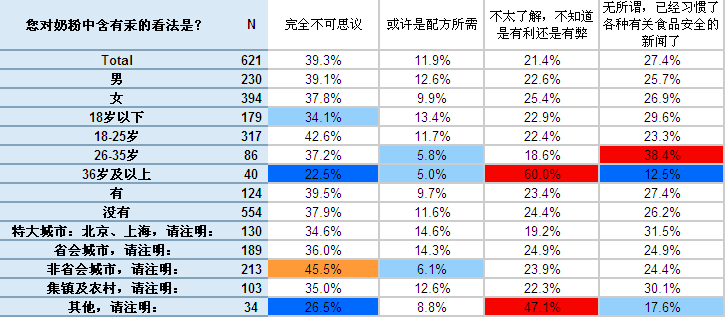 您对奶粉中含有汞的看法是? N 完全不可思议 或许是配方所需 不太了解，不知道是有利还是有弊 无所谓，已经习惯了各种有关食品安全的新闻了
Total 621 39.3% 11.9% 21.4% 27.4%
男 230 39.1% 12.6% 22.6% 25.7%
女 394 37.8% 9.9% 25.4% 26.9%
18岁以下 179 34.1% 13.4% 22.9% 29.6%
18-25岁 317 42.6% 11.7% 22.4% 23.3%
26-35岁 86 37.2% 5.8% 18.6% 38.4%
36岁及以上 40 22.5% 5.0% 60.0% 12.5%
有 124 39.5% 9.7% 23.4% 27.4%
没有 554 37.9% 11.6% 24.4% 26.2%
特大城市：北京、上海，请注明： 130 34.6% 14.6% 19.2% 31.5%
省会城市，请注明： 189 36.0% 14.3% 24.9% 24.9%
非省会城市，请注明： 213 45.5% 6.1% 23.9% 24.4%
集镇及农村，请注明： 103 35.0% 12.6% 22.3% 30.1%
其他，请注明： 34 26.5% 8.8% 47.1% 17.6%